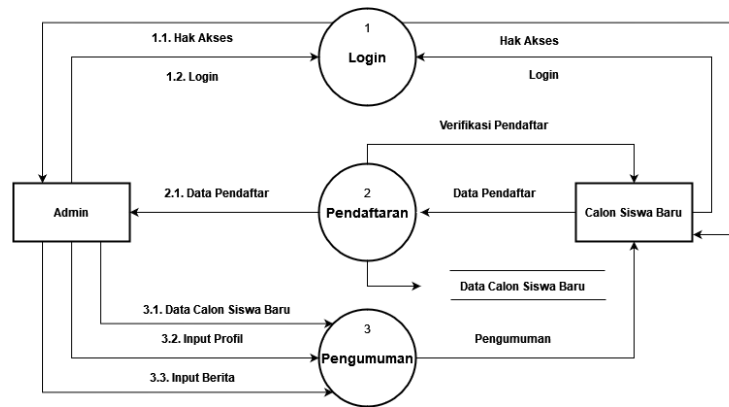 1
Login
1.1. Hak Akses
1.2. Login
Hak Akses
Login
Verifikasi Pendaftar
Admin
2.1. Data Pendaftar
2
Pendaftaran
Data Pendaftar
Calon Siswa Baru
Data Calon Siswa Baru
3.1. Data Calon Siswa Baru
3.2. Input Profil
3.3. Input Berita
3
Pengumuman
Pengumuman